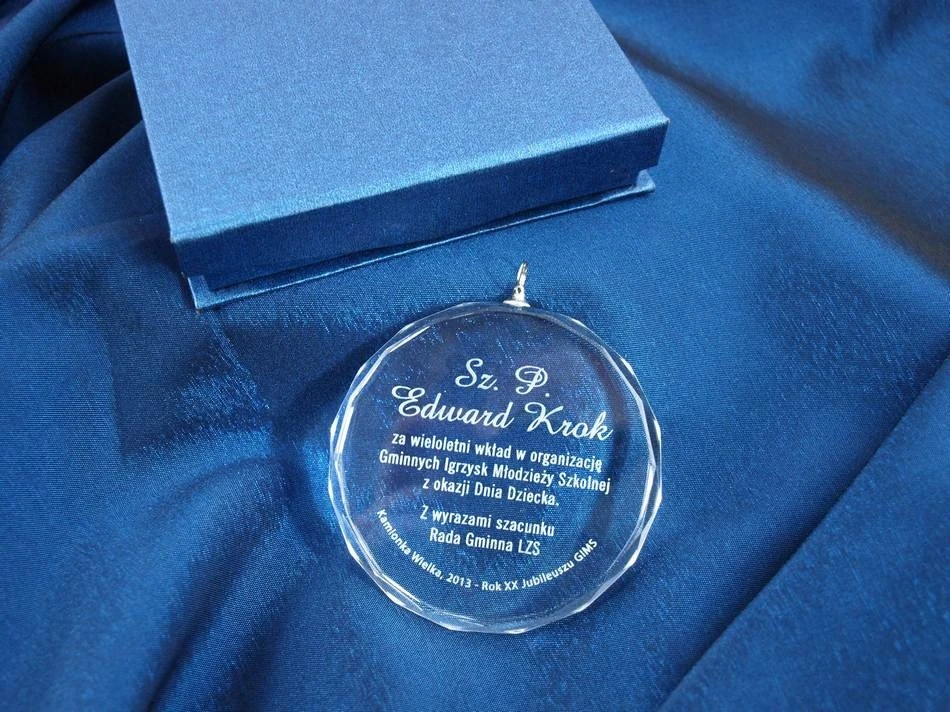 Sz. P.
Edward Krok
za wieloletni wkład w organizację
Gminnych Igrzysk Młodzieży Szkolnej
z okazji Dnia Dziecka.
Z wyrazami szacunku
Rada Gminna LZS
Kamionka Wielka, 2013 - Rok XX Jubileuszu GIMS